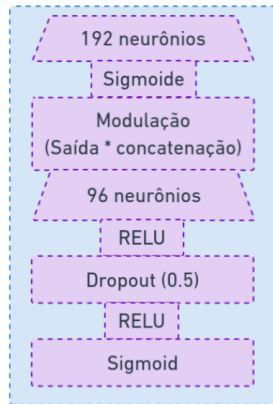 192 neurônios
Sigmoide
Modulação
(Saída * concatenação)
96 neurônios
RELU
Dropout (0.5)
RELU
Sigmoid